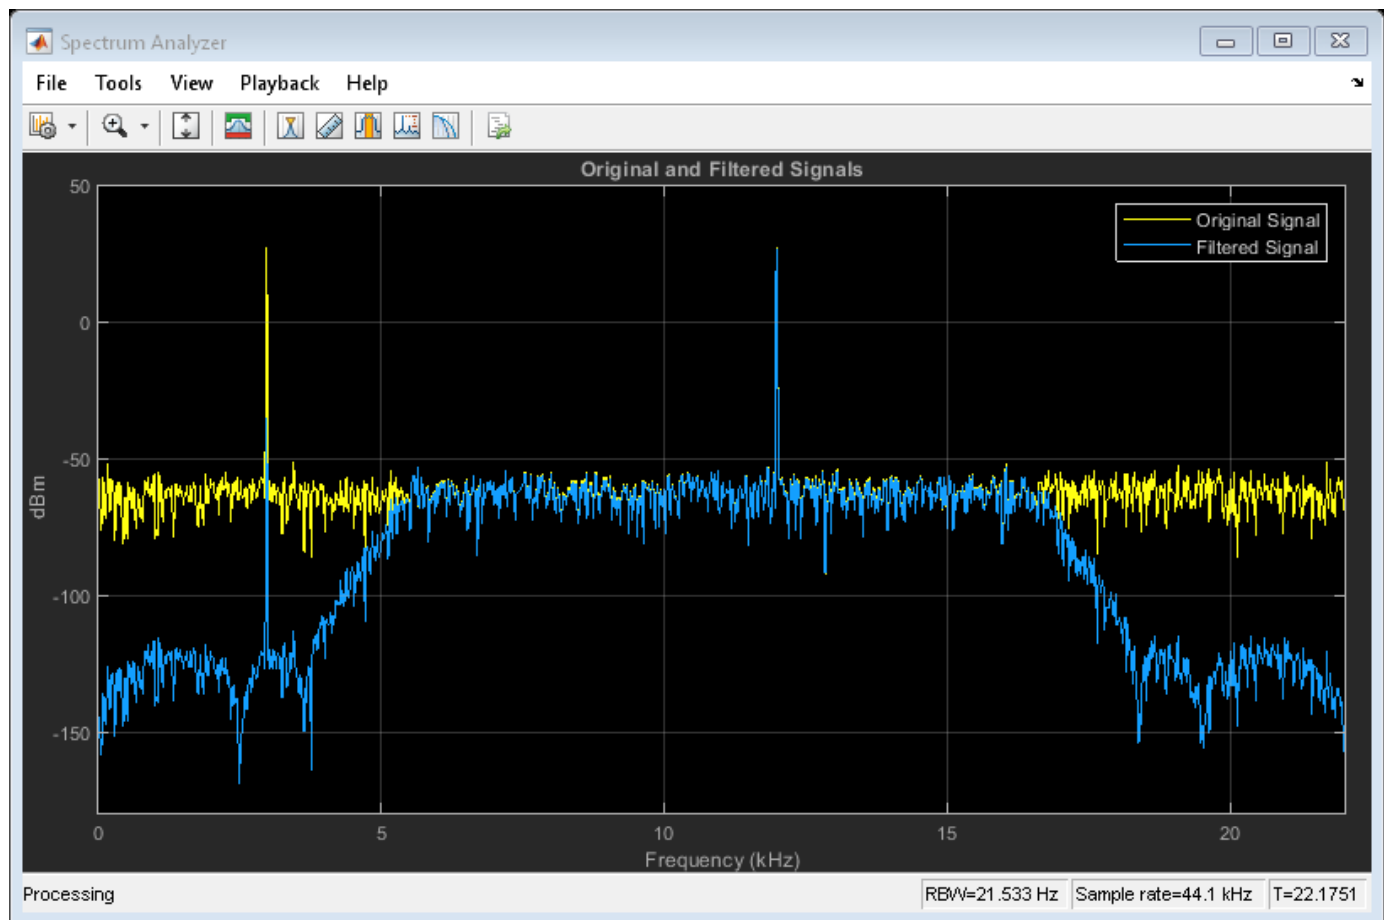 Spectrum Analyzer
File Tools View Playback Help
Original and Filtered Signals
50
0
-50
-100
-150
dBm
Original Signal
Filtered Signal
0 5 10 15 20
Frequency (kHz)
Processing RBW=21.533 Hz Sample rate=44.1 kHz T=22.1751